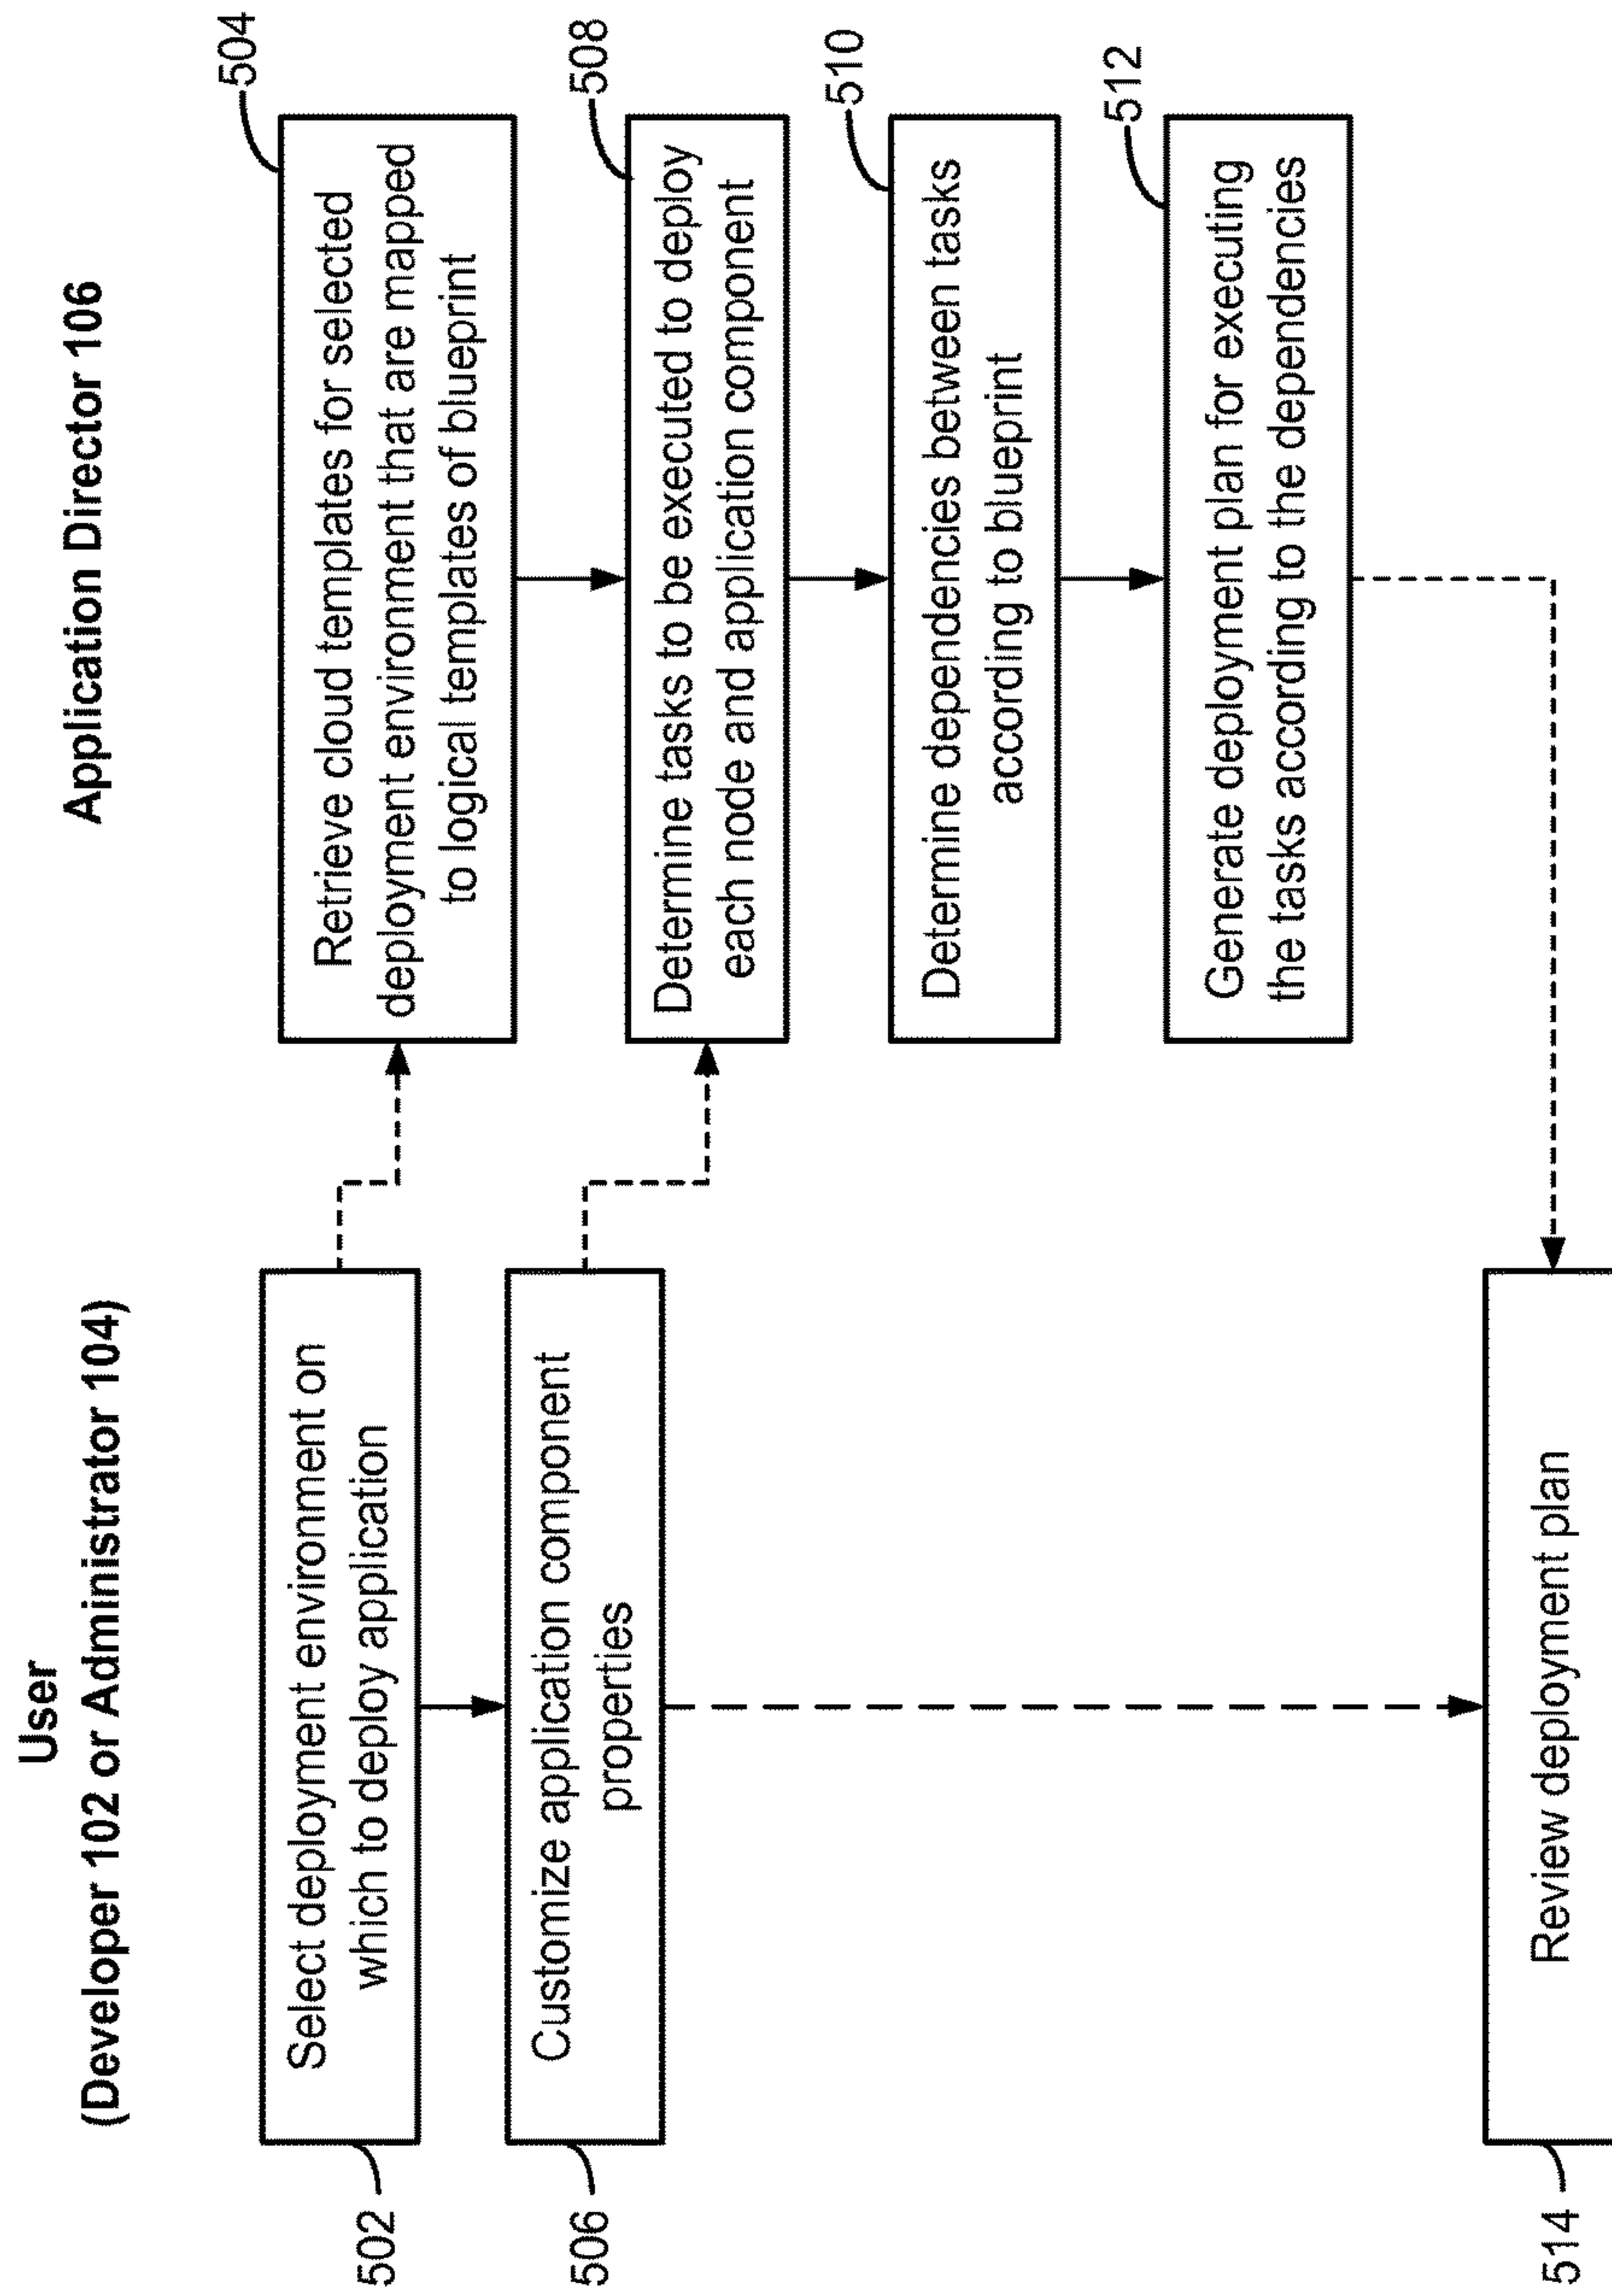 User
(Developer 102 or Administrator 104)
Application Director 106
502
Select deployment environment on
which to deploy application
504
Retrieve cloud templates for selected
deployment environment that are mapped
to logical templates of blueprint
506
Customize application component
properties
508
Determine tasks to be executed to deploy
each node and application component
510
Determine dependencies between tasks
according to blueprint
512
Generate deployment plan for executing
the tasks according to the dependencies
514
Review deployment plan